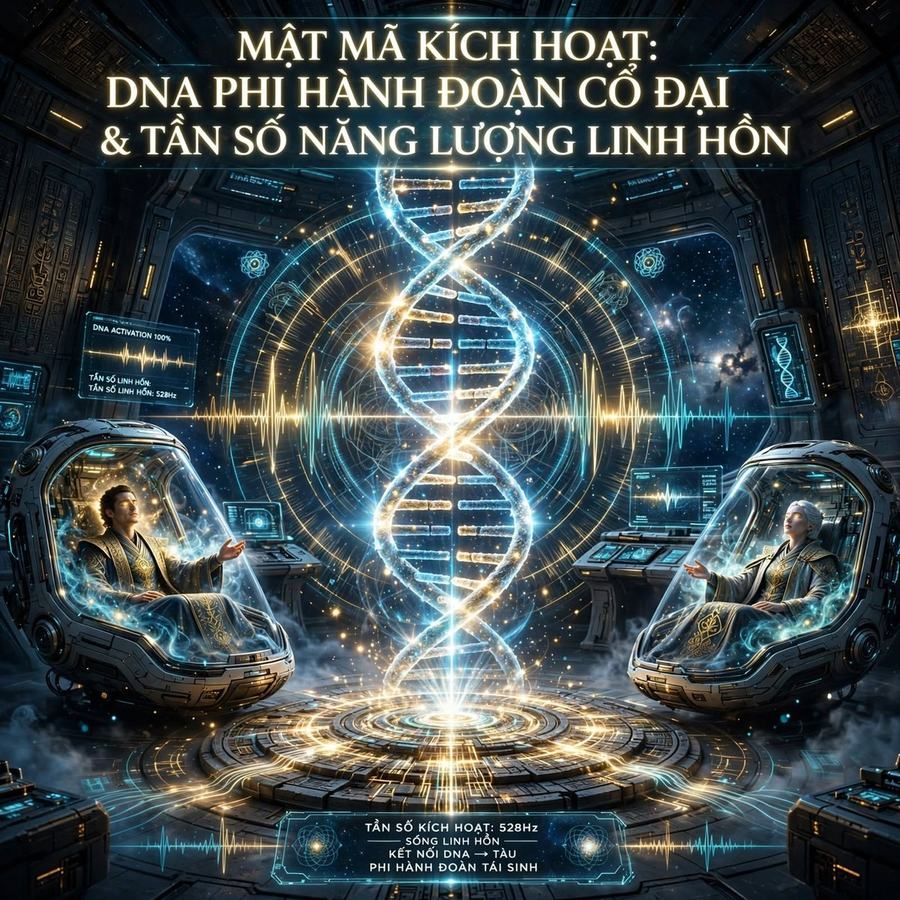 MẬT MÃ KÍCH HOẠT:
DNA PHI HÀNH ĐOÀN CỔ ĐẠI
& TẦN SỐ NĂNG LƯỢNG LINH HỒN
DNA ACTIVATION 100%
TẦN SỐ LINH HỒN:
TẦN SỐ LINH HỒN: 528Hz
TẦN SỐ KÍCH HOẠT: 528Hz
SÓNG LINH HỒN
KẾT NỐI DNA → TÀU
PHI HÀNH ĐOÀN TÁI SINH